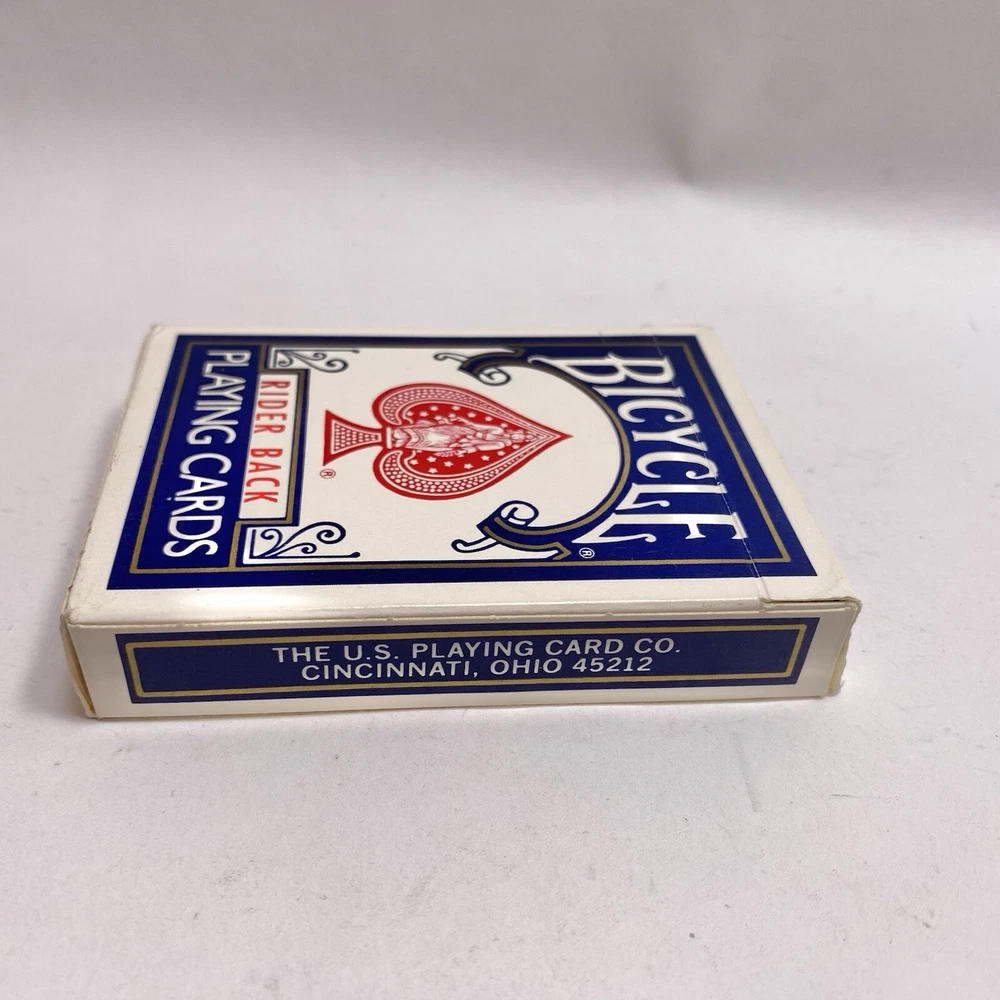 BICYCLE
®
®
RIDER BACK
PLAYING CARDS
THE U.S. PLAYING CARD CO.
CINCINNATI, OHIO 45212